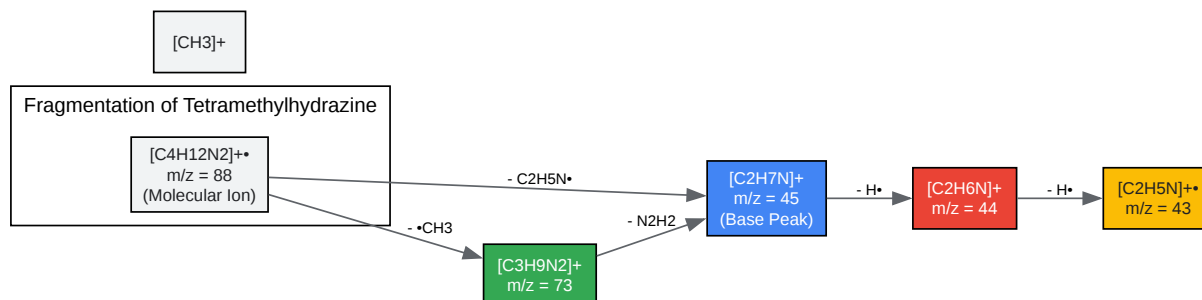 [CH3]+
Fragmentation of Tetramethylhydrazine
[C4H12N2]+•
m/z = 88
(Molecular Ion)
- C2H5N•
- •CH3
[C3H9N2]+
m/z = 73
- N2H2
[C2H7N]+
m/z = 45
(Base Peak)
- H•
[C2H6N]+
m/z = 44
- H•
[C2H5N]+•
m/z = 43